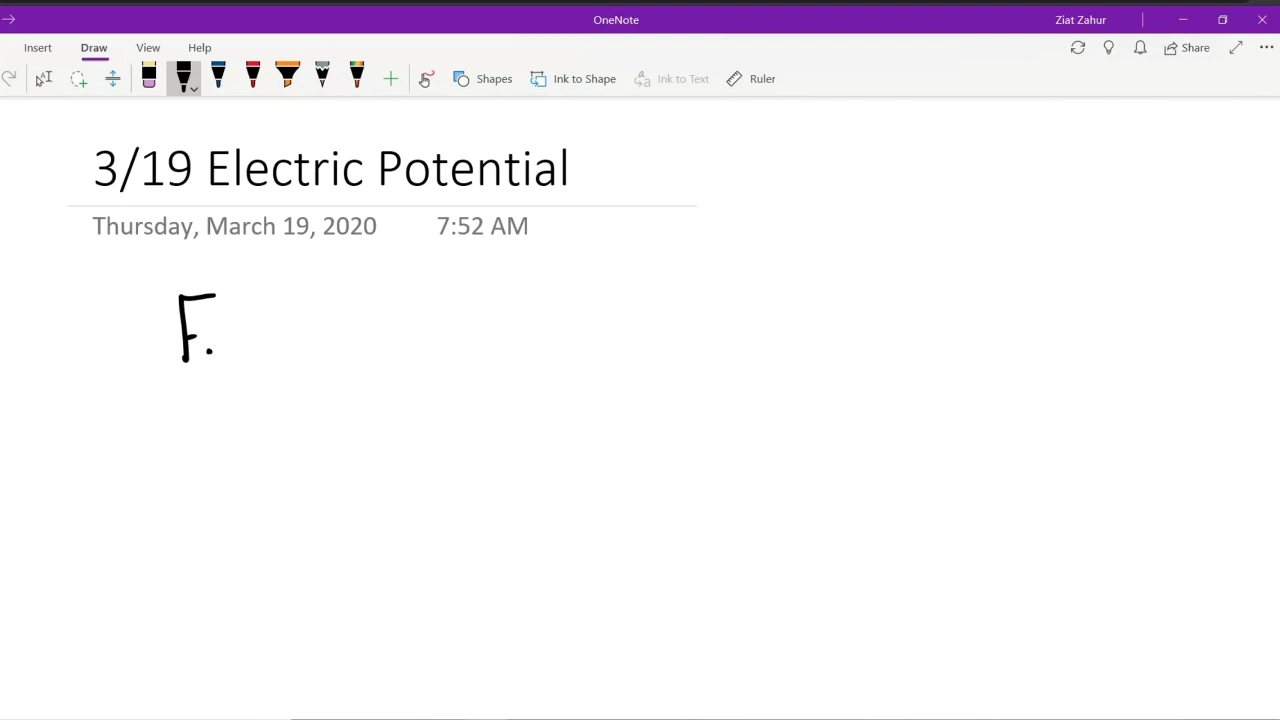 OneNote
Ziat Zahur
Insert Draw View Help
Share
Shapes Ink to Shape Ink to Text Ruler
3/19 Electric Potential
Thursday, March 19, 2020 7:52 AM
F.